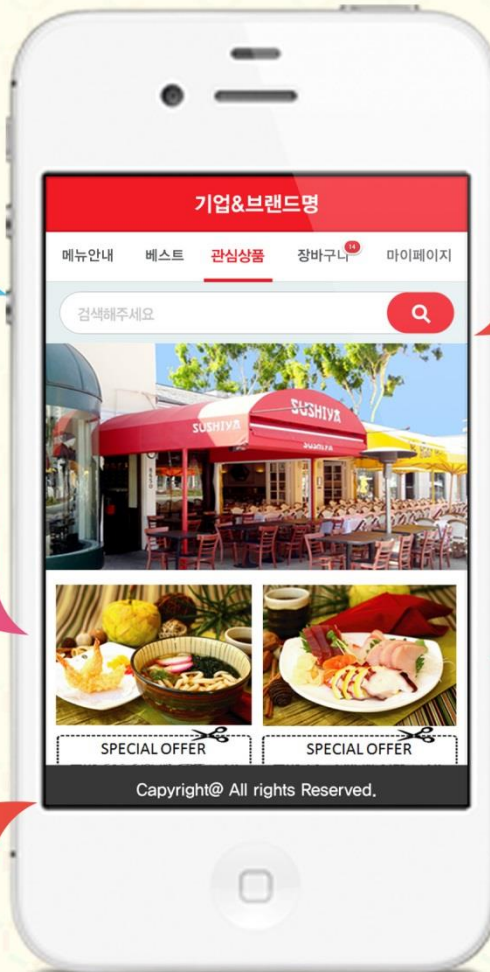 기업&브랜드명
메뉴안내 베스트 관심상품 장바구니 14 마이페이지
검색해주세요
SUSHIYA
SUSHIYA
SUSHIYA
SPECIAL OFFER SPECIAL OFFER
Capyright@ All rights Reserved.